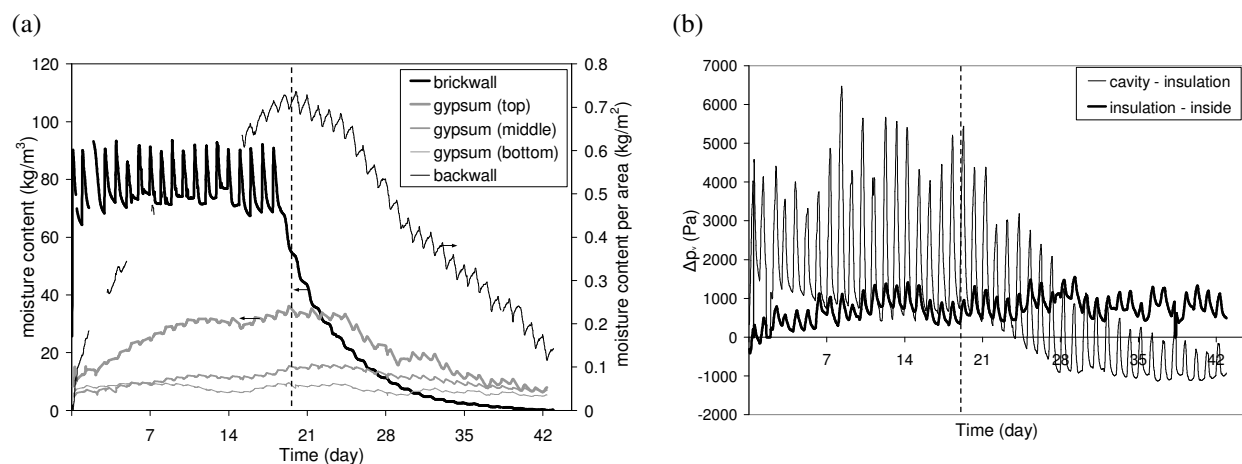 (a)
120
100
80
60
40
20
0
moisture content (kg/m³)
7
14
21
28
35
42
Time (day)
0.8
0.7
0.6
0.5
0.4
0.3
0.2
0.1
0
moisture content per area (kg/m²)
brickwall
gypsum (top)
gypsum (middle)
gypsum (bottom)
backwall
(b)
7000
6000
5000
4000
3000
2000
1000
0
-1000
-2000
Δpᵥ (Pa)
7
14
21
28
35
42
Time (day)
cavity - insulation
insulation - inside